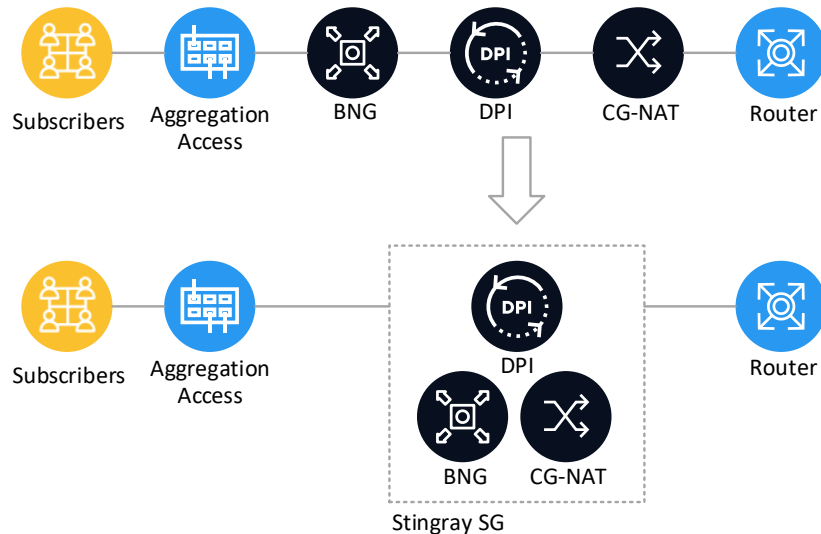 DPI
Subscribers
Aggregation
Access
BNG
DPI
CG-NAT
Router
DPI
DPI
Subscribers
Aggregation
Access
Router
BNG
CG-NAT
Stingray SG